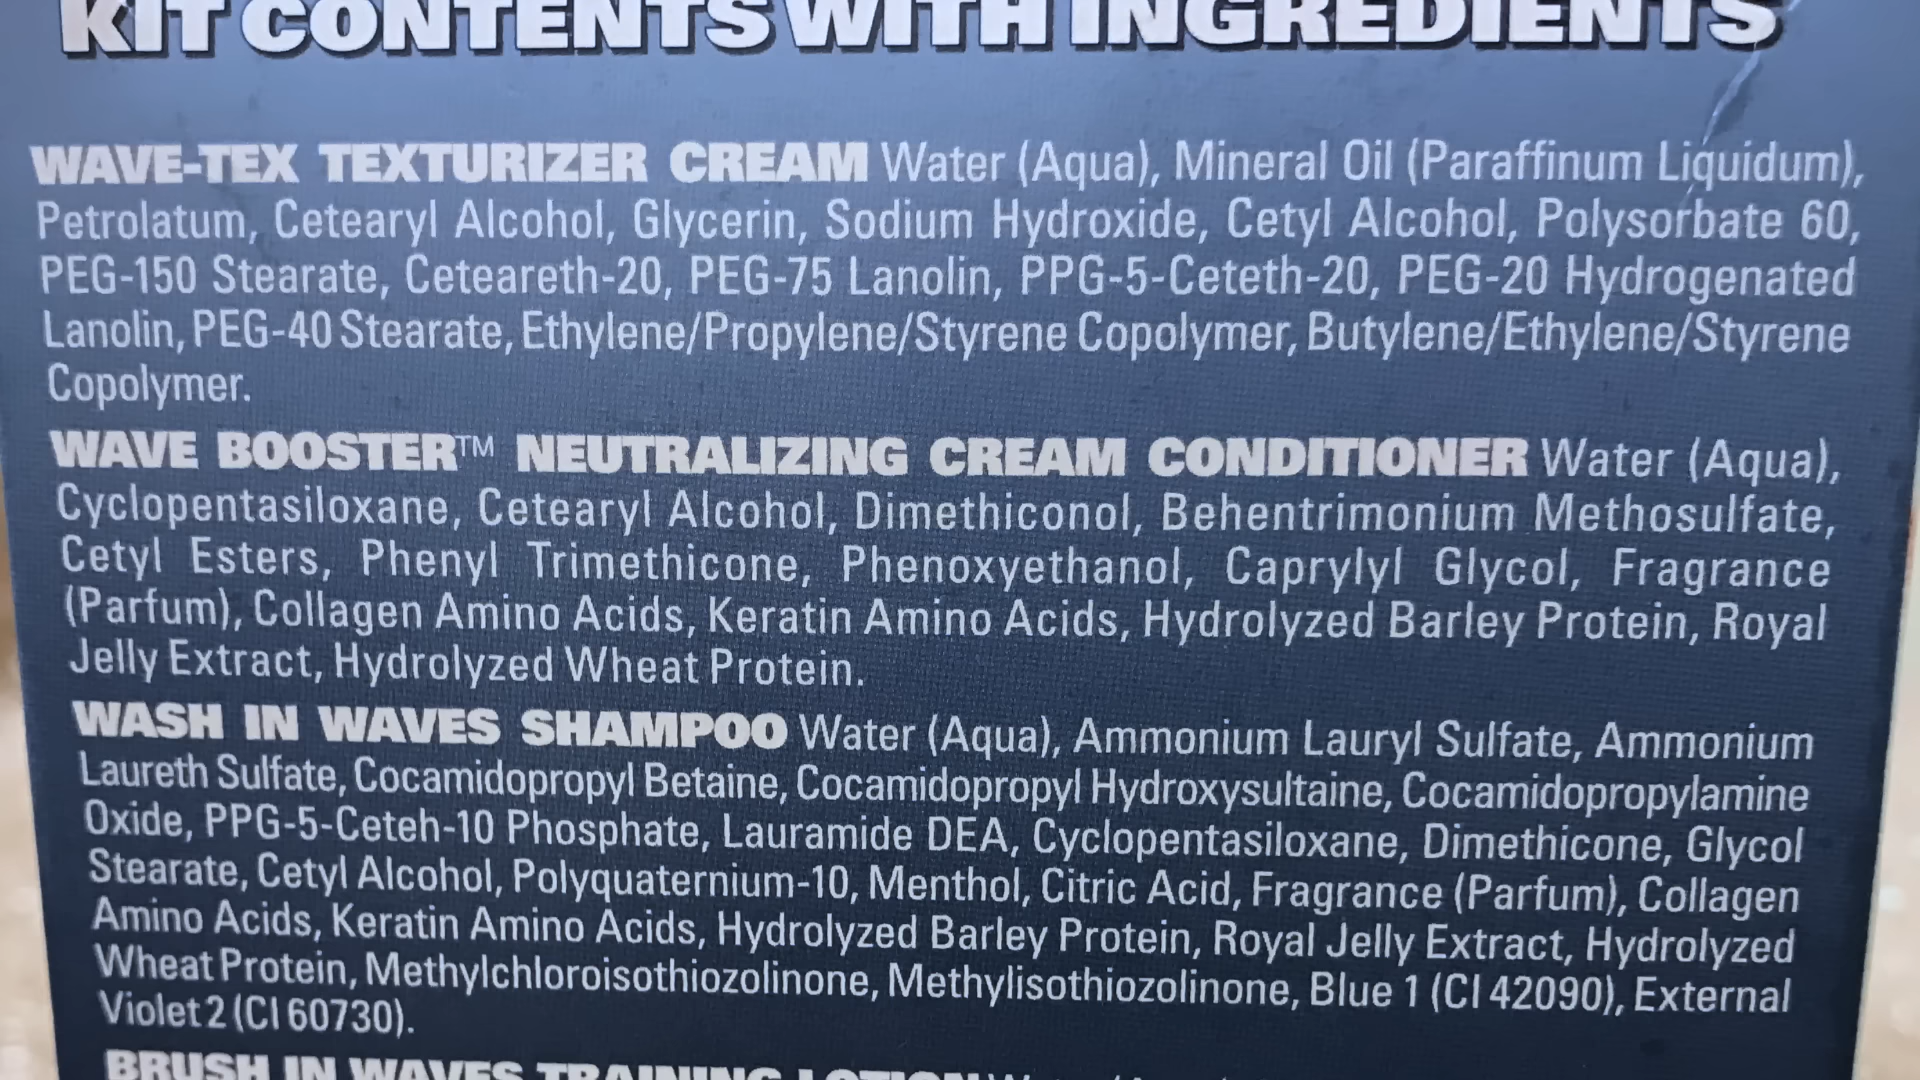 KIT CONTENTS WITH INGREDIENTS
WAVE-TEX TEXTURIZER CREAM Water (Aqua), Mineral Oil (Paraffinum Liquidum),
Petrolatum, Cetearyl Alcohol, Glycerin, Sodium Hydroxide, Cetyl Alcohol, Polysorbate 60,
PEG-150 Stearate, Ceteareth-20, PEG-75 Lanolin, PPG-5-Ceteth-20, PEG-20 Hydrogenated
Lanolin, PEG-40 Stearate, Ethylene/Propylene/Styrene Copolymer, Butylene/Ethylene/Styrene
Copolymer.
WAVE BOOSTER™ NEUTRALIZING CREAM CONDITIONER Water (Aqua),
Cyclopentasiloxane, Cetearyl Alcohol, Dimethiconol, Behentrimonium Methosulfate,
Cetyl Esters, Phenyl Trimethicone, Phenoxyethanol, Caprylyl Glycol, Fragrance
(Parfum), Collagen Amino Acids, Keratin Amino Acids, Hydrolyzed Barley Protein, Royal
Jelly Extract, Hydrolyzed Wheat Protein.
WASH IN WAVES SHAMPOO Water (Aqua), Ammonium Lauryl Sulfate, Ammonium
Laureth Sulfate, Cocamidopropyl Betaine, Cocamidopropyl Hydroxysultaine, Cocamidopropylamine
Oxide, PPG-5-Ceteh-10 Phosphate, Lauramide DEA, Cyclopentasiloxane, Dimethicone, Glycol
Stearate, Cetyl Alcohol, Polyquaternium-10, Menthol, Citric Acid, Fragrance (Parfum), Collagen
Amino Acids, Keratin Amino Acids, Hydrolyzed Barley Protein, Royal Jelly Extract, Hydrolyzed
Wheat Protein, Methylchloroisothiozolinone, Methylisothiozolinone, Blue 1 (CI 42090), External
Violet 2 (CI 60730).
BRUSH IN WAVES TRAINING LOTION